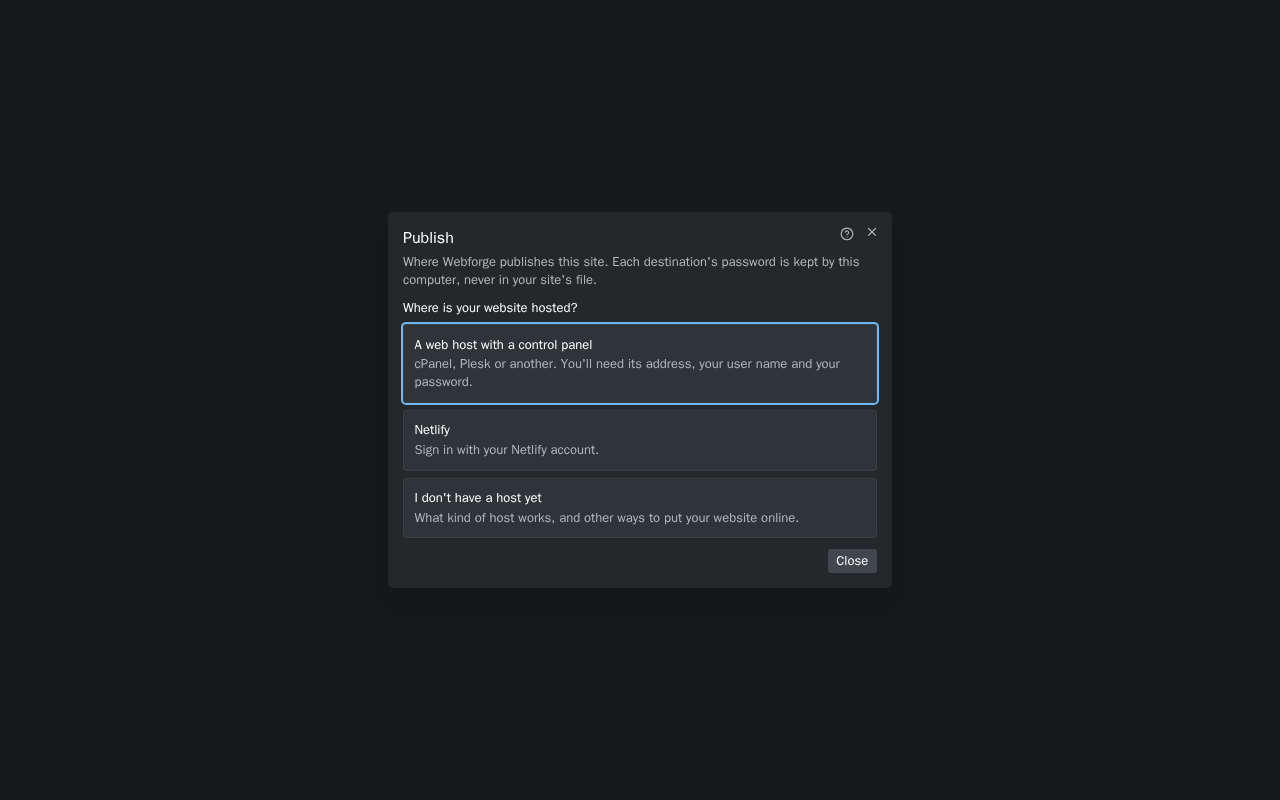 Publish
Where Webforge publishes this site. Each destination's password is kept by this
computer, never in your site's file.
Where is your website hosted?
A web host with a control panel
cPanel, Plesk or another. You'll need its address, your user name and your
password.
Netlify
Sign in with your Netlify account.
I don't have a host yet
What kind of host works, and other ways to put your website online.
Close